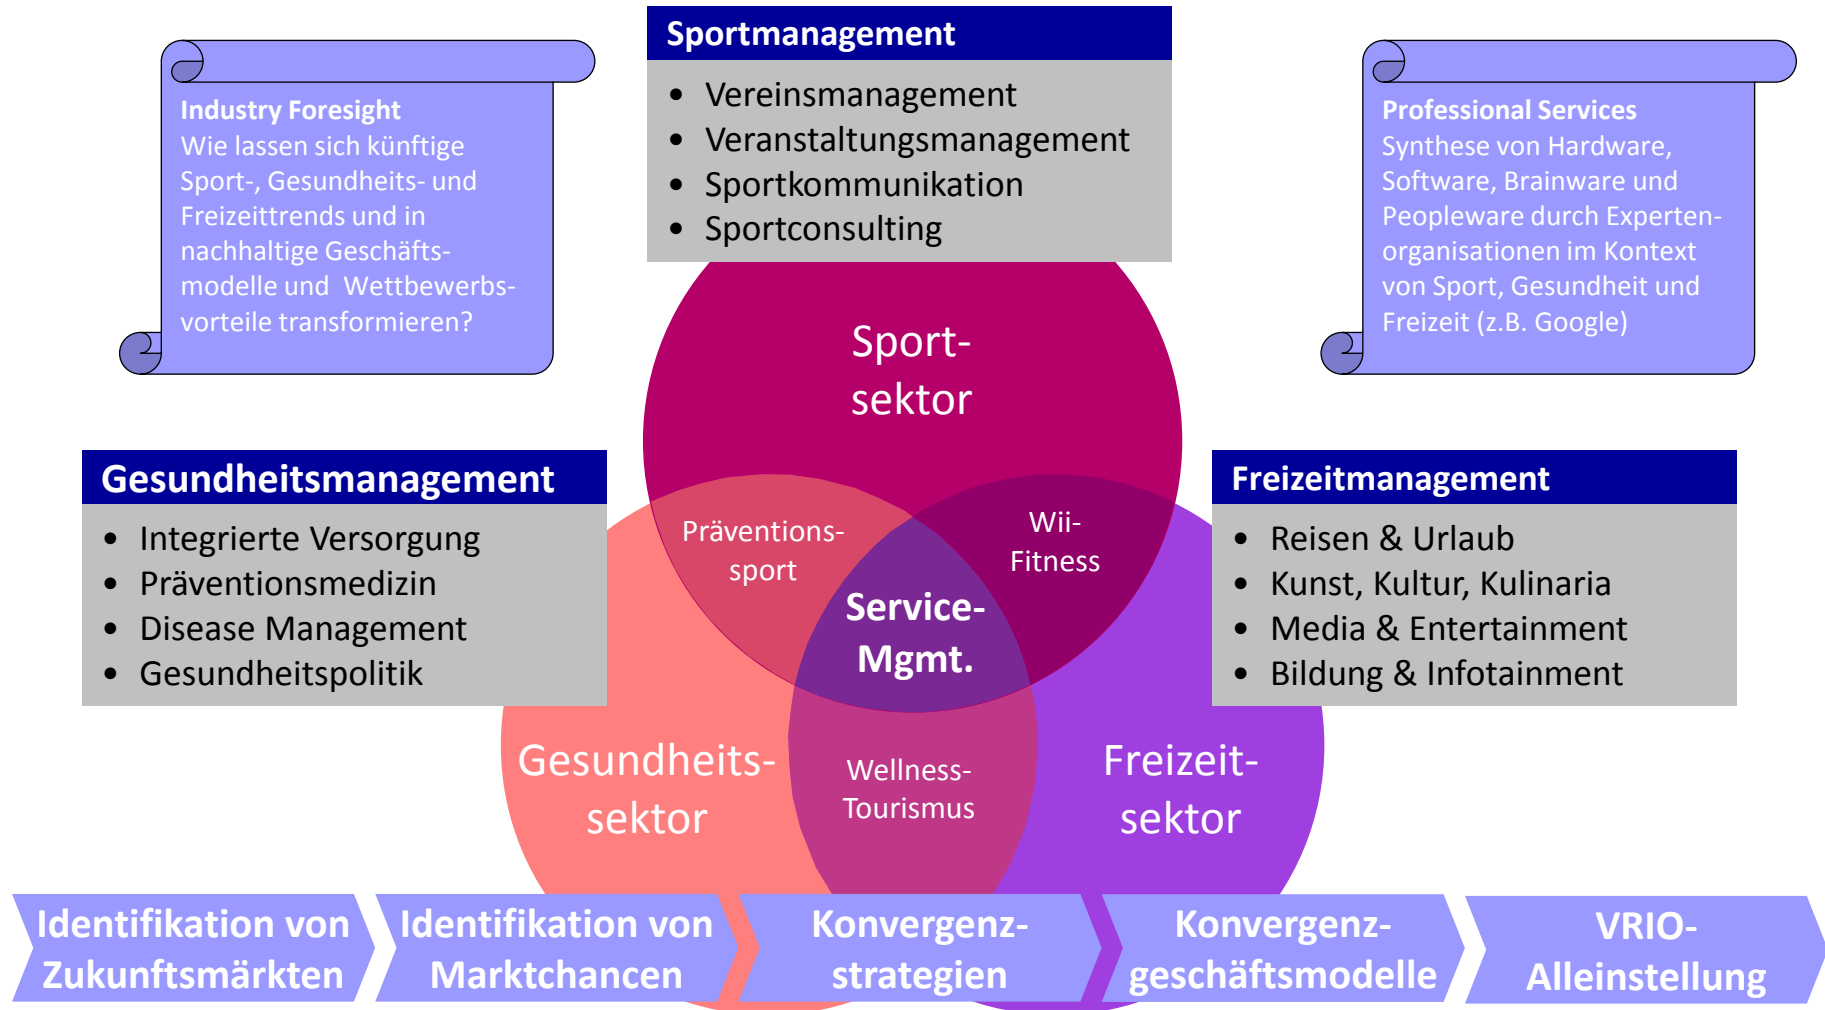 Sportmanagement
• Vereinsmanagement
• Veranstaltungsmanagement
• Sportkommunikation
• Sportconsulting
Industry Foresight
Wie lassen sich künftige
Sport-, Gesundheits- und
Freizeittrends und in
nachhaltige Geschäfts-
modelle und Wettbewerbs-
vorteile transformieren?
Professional Services
Synthese von Hardware,
Software, Brainware und
Peopleware durch Experten-
organisationen im Kontext
von Sport, Gesundheit und
Freizeit (z.B. Google)
Sport-
sektor
Gesundheitsmanagement
• Integrierte Versorgung
• Präventionsmedizin
• Disease Management
• Gesundheitspolitik
Präventions-
sport
Wii-
Fitness
Service-
Mgmt.
Freizeitmanagement
• Reisen & Urlaub
• Kunst, Kultur, Kulinaria
• Media & Entertainment
• Bildung & Infotainment
Gesundheits-
sektor
Wellness-
Tourismus
Freizeit-
sektor
Identifikation von
Zukunftsmärkten
Identifikation von
Marktchancen
Konvergenz-
strategien
Konvergenz-
geschäftsmodelle
VRIO-
Alleinstellung